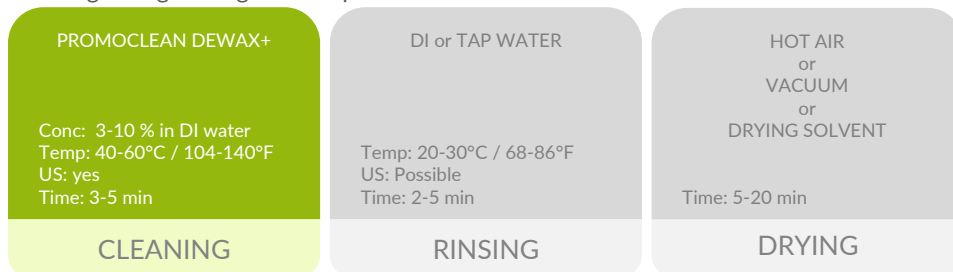 PROMOCLEAN DEWAX+
Conc: 3-10 % in DI water
Temp: 40-60°C / 104-140°F
US: yes
Time: 3-5 min
CLEANING
DI or TAP WATER
Temp: 20-30°C / 68-86°F
US: Possible
Time: 2-5 min
RINSING
HOT AIR
or
VACUUM
or
DRYING SOLVENT
Time: 5-20 min
DRYING